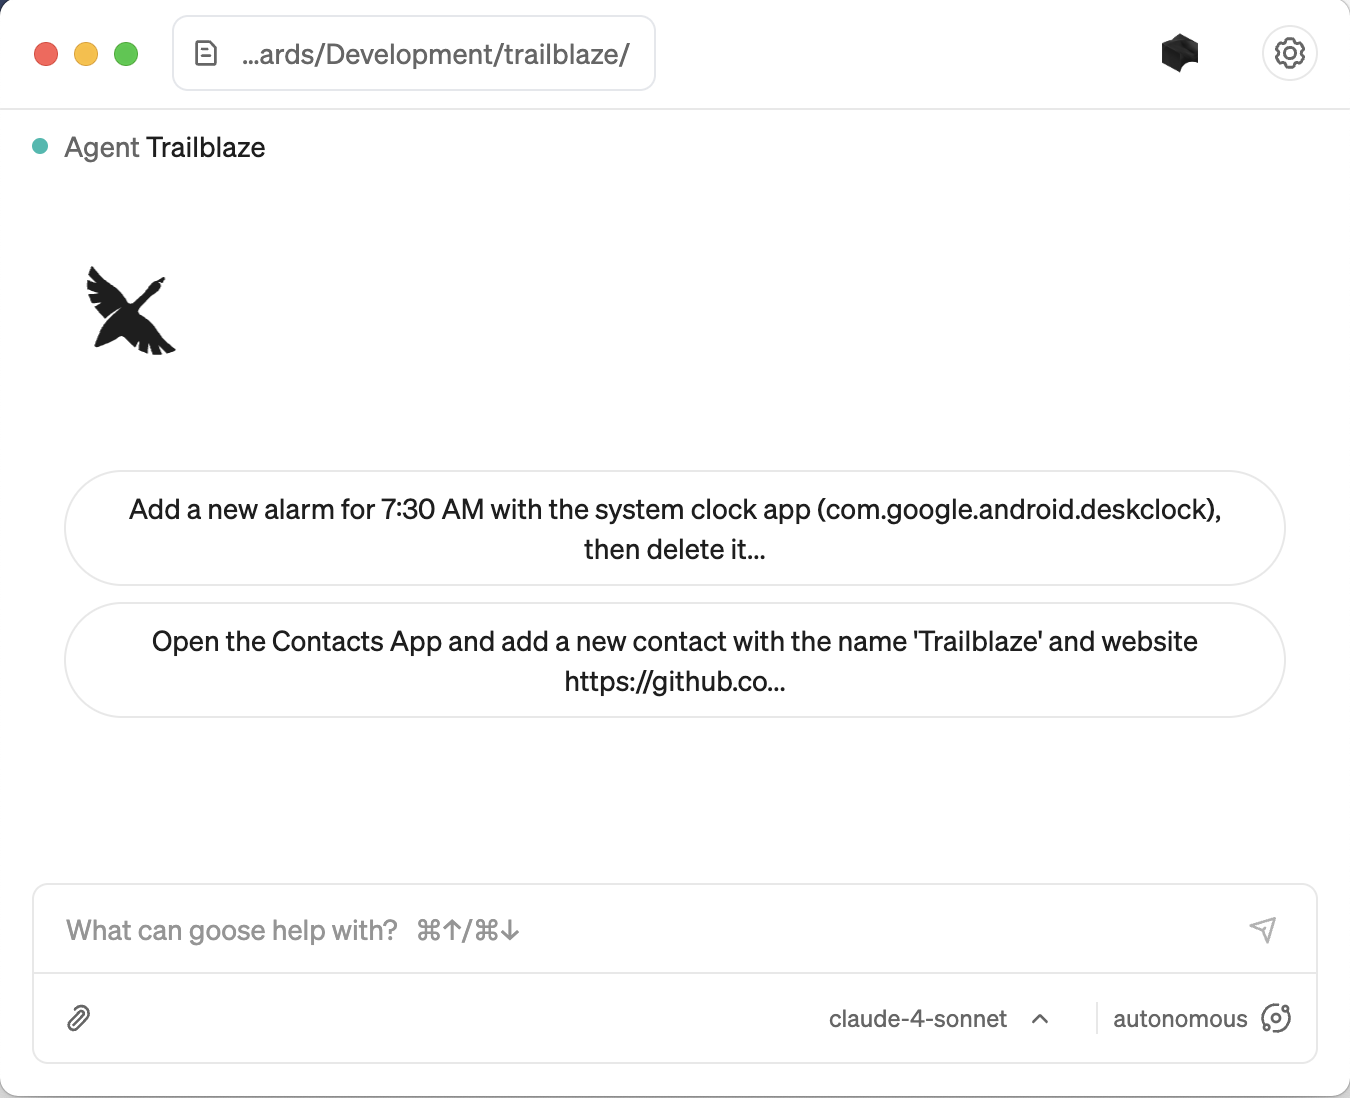 ...ards/Development/trailblaze/
Agent Trailblaze
Add a new alarm for 7:30 AM with the system clock app (com.google.android.deskclock),
then delete it...
Open the Contacts App and add a new contact with the name 'Trailblaze' and website
https://github.co...
What can goose help with? ⌘↑/⌘↓
claude-4-sonnet
autonomous